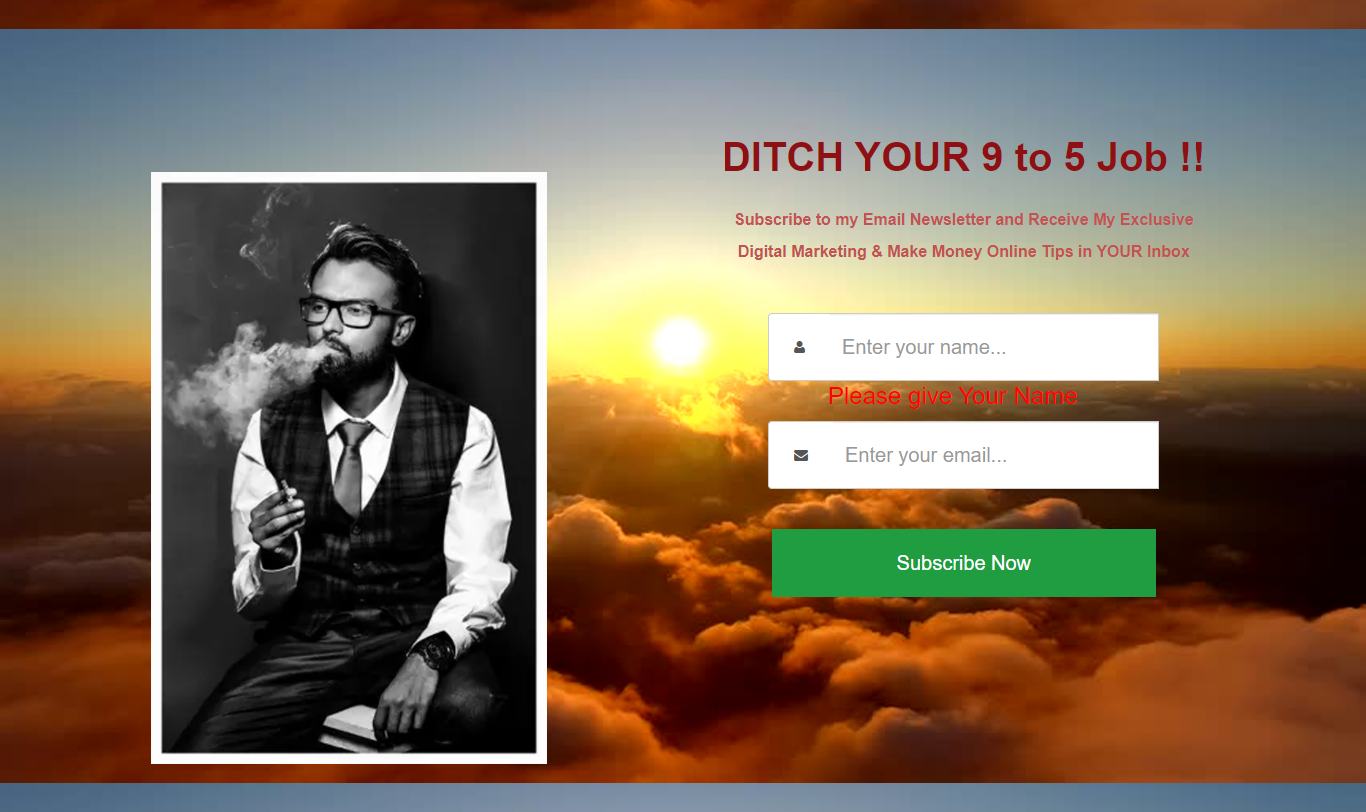 DITCH YOUR 9 to 5 Job !!
Subscribe to my Email Newsletter and Receive My Exclusive
Digital Marketing & Make Money Online Tips in YOUR Inbox
Enter your name...
Please give Your Name
Enter your email...
Subscribe Now